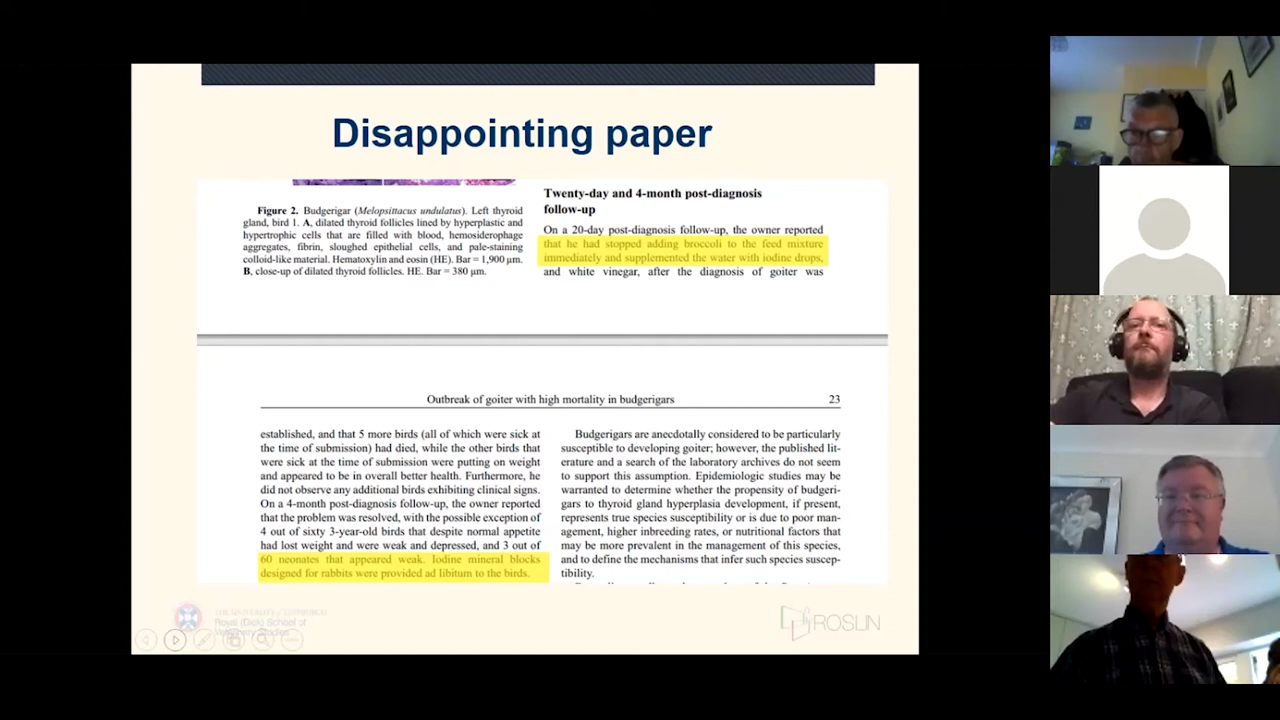 Disappointing paper
Figure 2. Budgerigar (Melopsittacus undulatus). Left thyroid
gland, bird 1. A, dilated thyroid follicles lined by hyperplastic and
hypertrophic cells that are filled with blood, hemosiderophage
aggregates, fibrin, sloughed epithelial cells, and pale-staining
colloid-like material. Hematoxylin and eosin (HE). Bar = 1,900 µm.
B, close-up of dilated thyroid follicles. HE. Bar = 380 µm.
Twenty-day and 4-month post-diagnosis
follow-up
On a 20-day post-diagnosis follow-up, the owner reported
that he had stopped adding broccoli to the feed mixture
immediately and supplemented the water with iodine drops,
and white vinegar, after the diagnosis of goiter was
Outbreak of goiter with high mortality in budgerigars 23
established, and that 5 more birds (all of which were sick at
the time of submission) had died, while the other birds that
were sick at the time of submission were putting on weight
and appeared to be in overall better health. Furthermore, he
did not observe any additional birds exhibiting clinical signs.
On a 4-month post-diagnosis follow-up, the owner reported
that the problem was resolved, with the possible exception of
4 out of sixty 3-year-old birds that despite normal appetite
had lost weight and were weak and depressed, and 3 out of
60 neonates that appeared weak. Iodine mineral blocks
designed for rabbits were provided ad libitum to the birds.
Budgerigars are anecdotally considered to be particularly
susceptible to developing goiter; however, the published lit-
erature and a search of the laboratory archives do not seem
to support this assumption. Epidemiologic studies may be
warranted to determine whether the propensity of budgeri-
gars to thyroid gland hyperplasia development, if present,
represents true species susceptibility or is due to poor man-
agement, higher inbreeding rates, or nutritional factors that
may be more prevalent in the management of this species,
and to define the mechanisms that infer such species suscep-
tibility.
Royal (Dick) School of
Veterinary Studies
ROSLIN